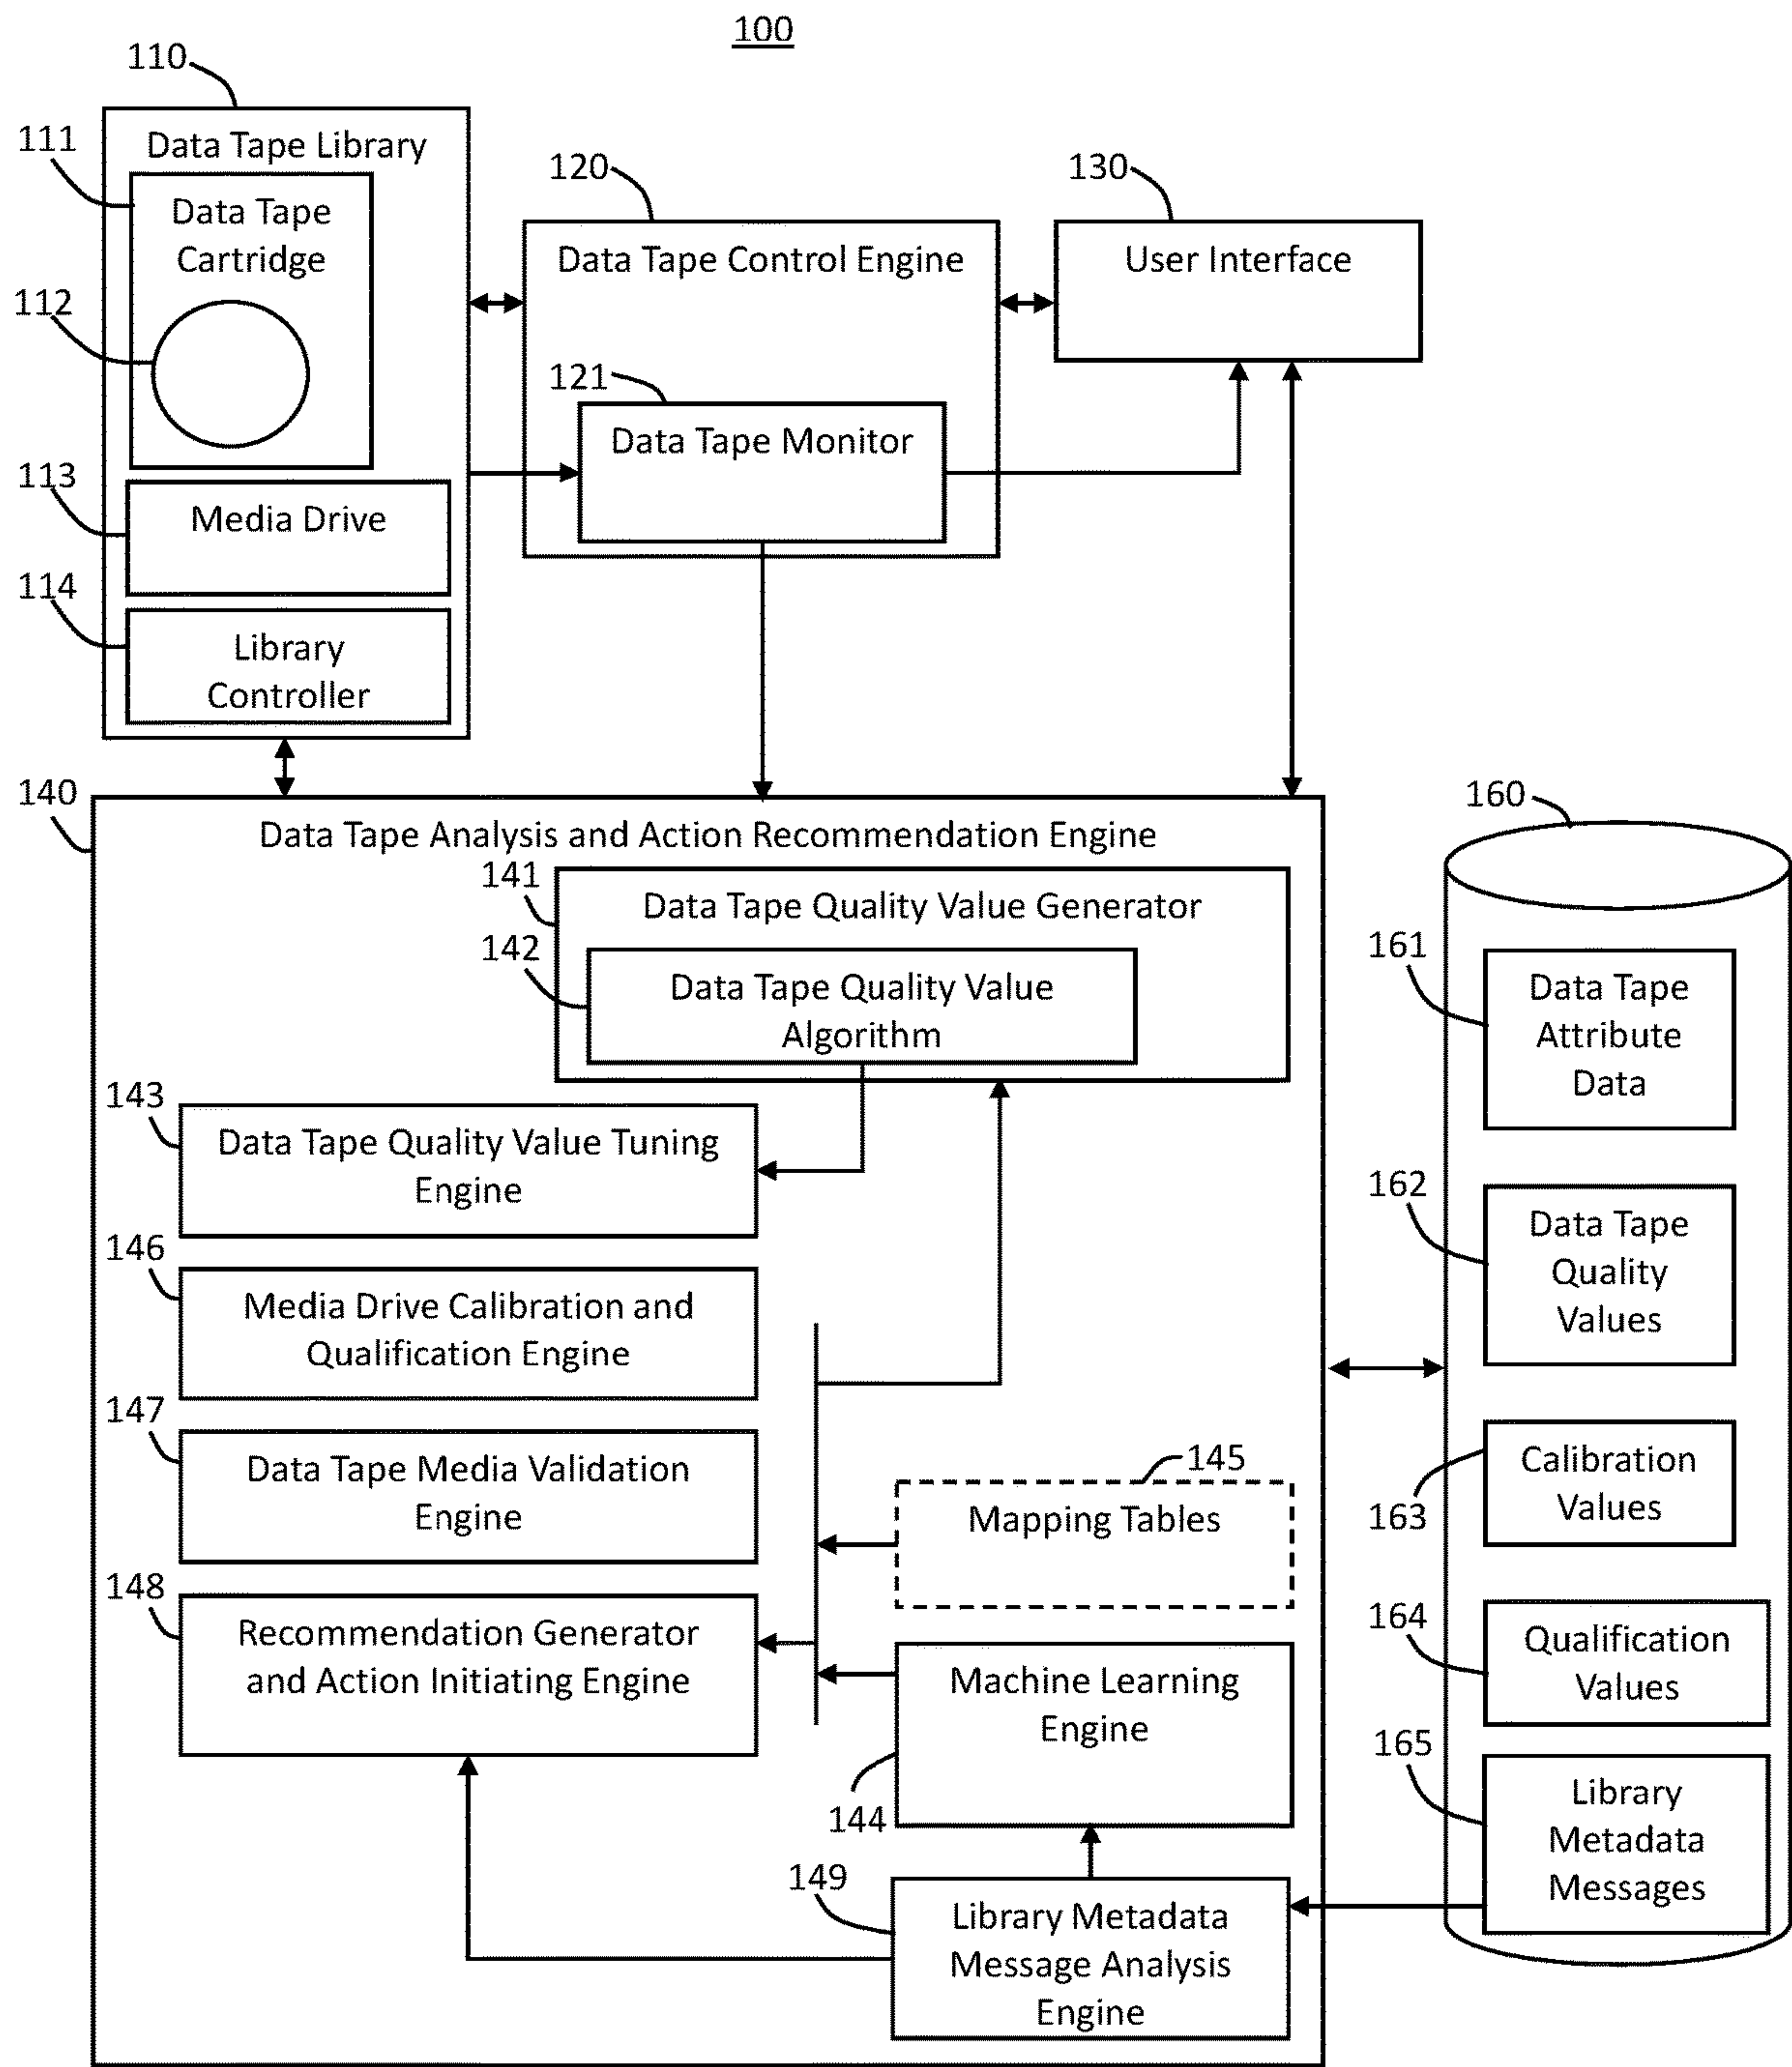 100
110
111
Data Tape Library
Data Tape
Cartridge
112
113
Media Drive
114
Library
Controller
120
Data Tape Control Engine
121
Data Tape Monitor
130
User Interface
140
Data Tape Analysis and Action Recommendation Engine
141
Data Tape Quality Value Generator
142
Data Tape Quality Value
Algorithm
143
Data Tape Quality Value Tuning
Engine
146
Media Drive Calibration and
Qualification Engine
147
Data Tape Media Validation
Engine
148
Recommendation Generator
and Action Initiating Engine
145
Mapping Tables
Machine Learning
Engine
144
149
Library Metadata
Message Analysis
Engine
160
161
Data Tape
Attribute
Data
162
Data Tape
Quality
Values
163
Calibration
Values
164
Qualification
Values
165
Library
Metadata
Messages